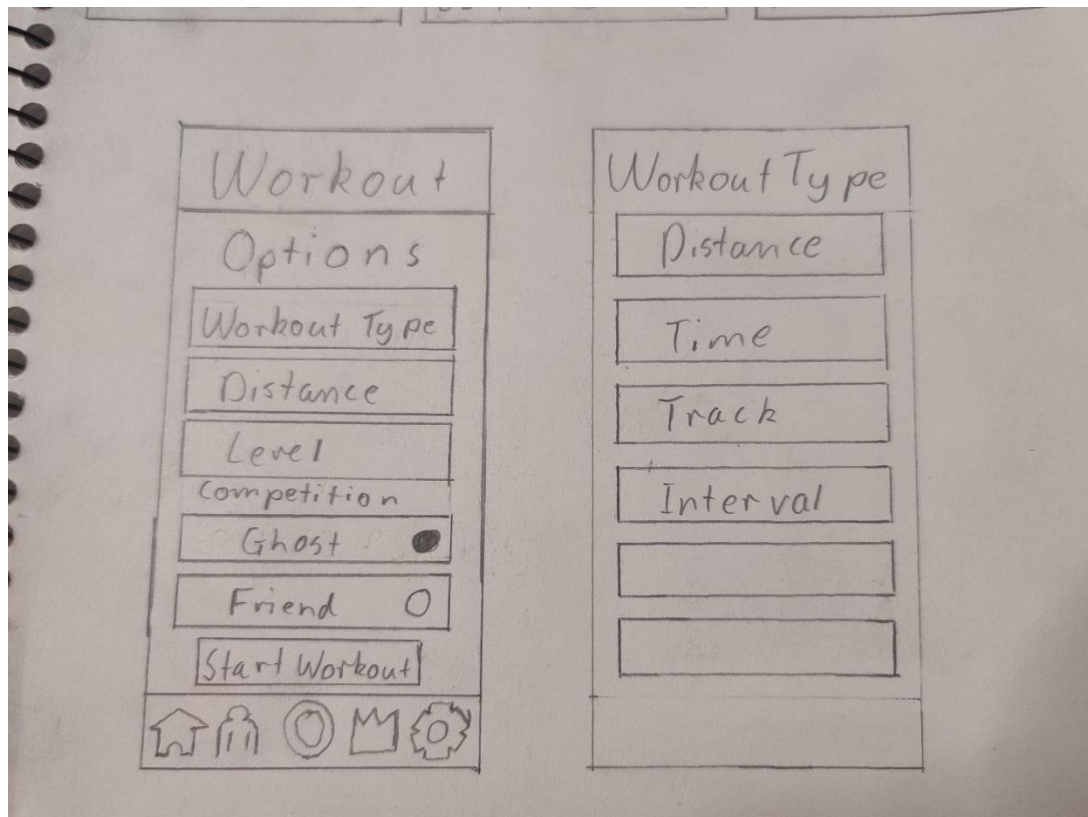 Workout
Options
Workout Type
Distance
Level
Competition
Ghost
Friend
Start Workout
Workout Type
Distance
Time
Track
Interval